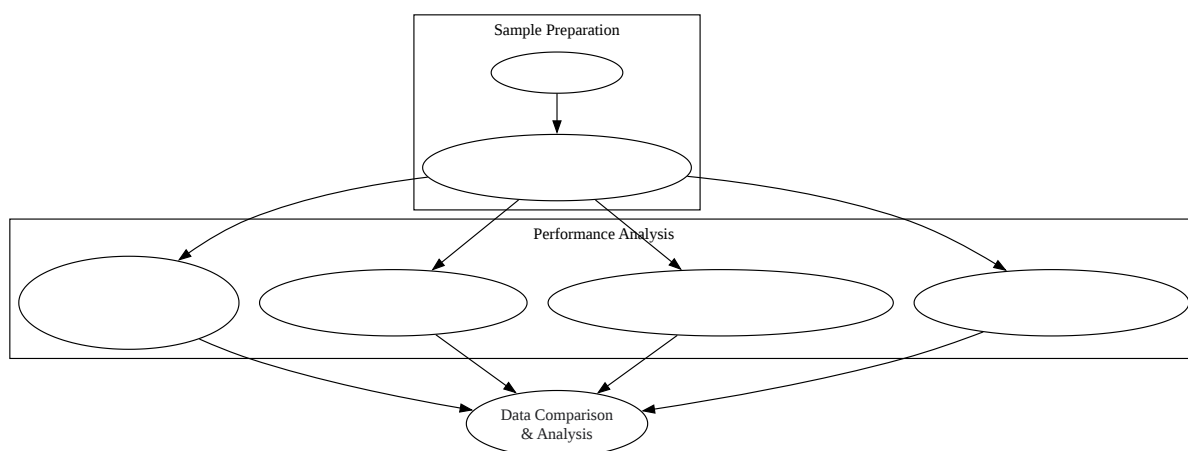 Sample Preparation
Performance Analysis
Data Comparison
& Analysis